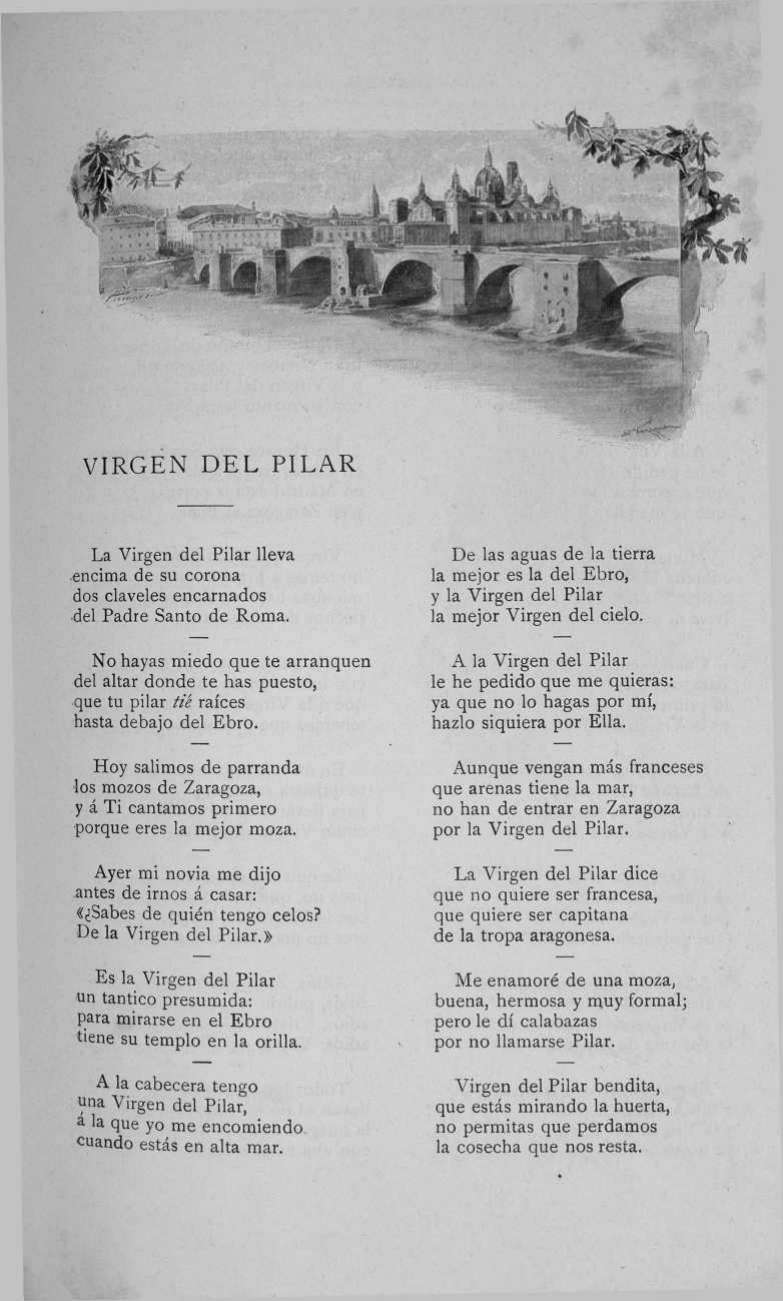 VIRGEN DEL PILAR
La Virgen del Pilar lleva
encima de su corona
dos claveles encarnados
del Padre Santo de Roma.
No hayas miedo que te arranquen
del altar donde te has puesto,
que tu pilar tié raíces
hasta debajo del Ebro.
Hoy salimos de parranda
los mozos de Zaragoza,
y á Ti cantamos primero
porque eres la mejor moza.
Ayer mi novia me dijo
antes de irnos á casar:
«¿Sabes de quién tengo celos?
De la Virgen del Pilar.»
Es la Virgen del Pilar
un tantico presumida:
para mirarse en el Ebro
tiene su templo en la orilla.
A la cabecera tengo
una Virgen del Pilar,
á la que yo me encomiendo
cuando estás en alta mar.
De las aguas de la tierra
la mejor es la del Ebro,
y la Virgen del Pilar
la mejor Virgen del cielo.
A la Virgen del Pilar
le he pedido que me quieras:
ya que no lo hagas por mí,
hazlo siquiera por Ella.
Aunque vengan más franceses
que arenas tiene la mar,
no han de entrar en Zaragoza
por la Virgen del Pilar.
La Virgen del Pilar dice
que no quiere ser francesa,
que quiere ser capitana
de la tropa aragonesa.
Me enamoré de una moza,
buena, hermosa y muy formal;
pero le dí calabazas
por no llamarse Pilar.
Virgen del Pilar bendita,
que estás mirando la huerta,
no permitas que perdamos
la cosecha que nos resta.